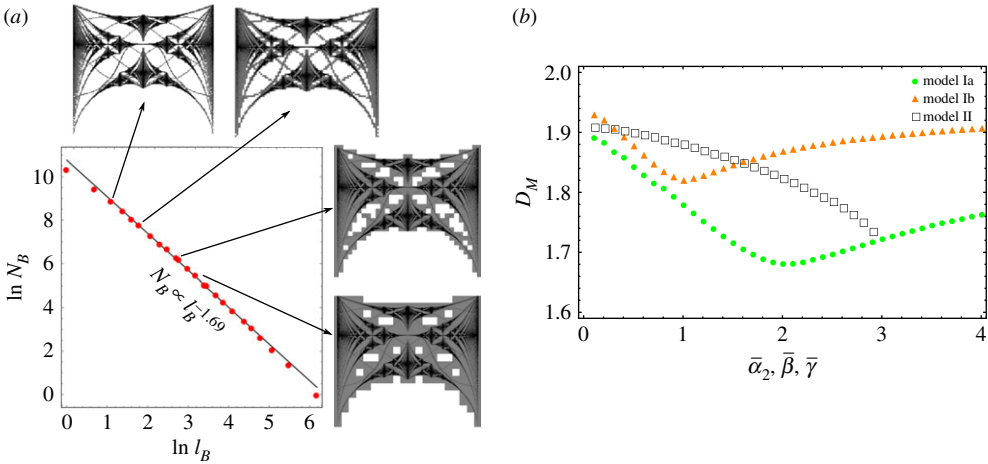 (a)
10
8
6
4
2
0
ln N_B
N_B ∝ l_B^{-1.69}
0 1 2 3 4 5 6
ln l_B
(b)
2.0
1.9
1.8
1.7
1.6
D_M
model Ia
model Ib
model II
0 1 2 3 4
ᾱ₂, β̄, γ̄